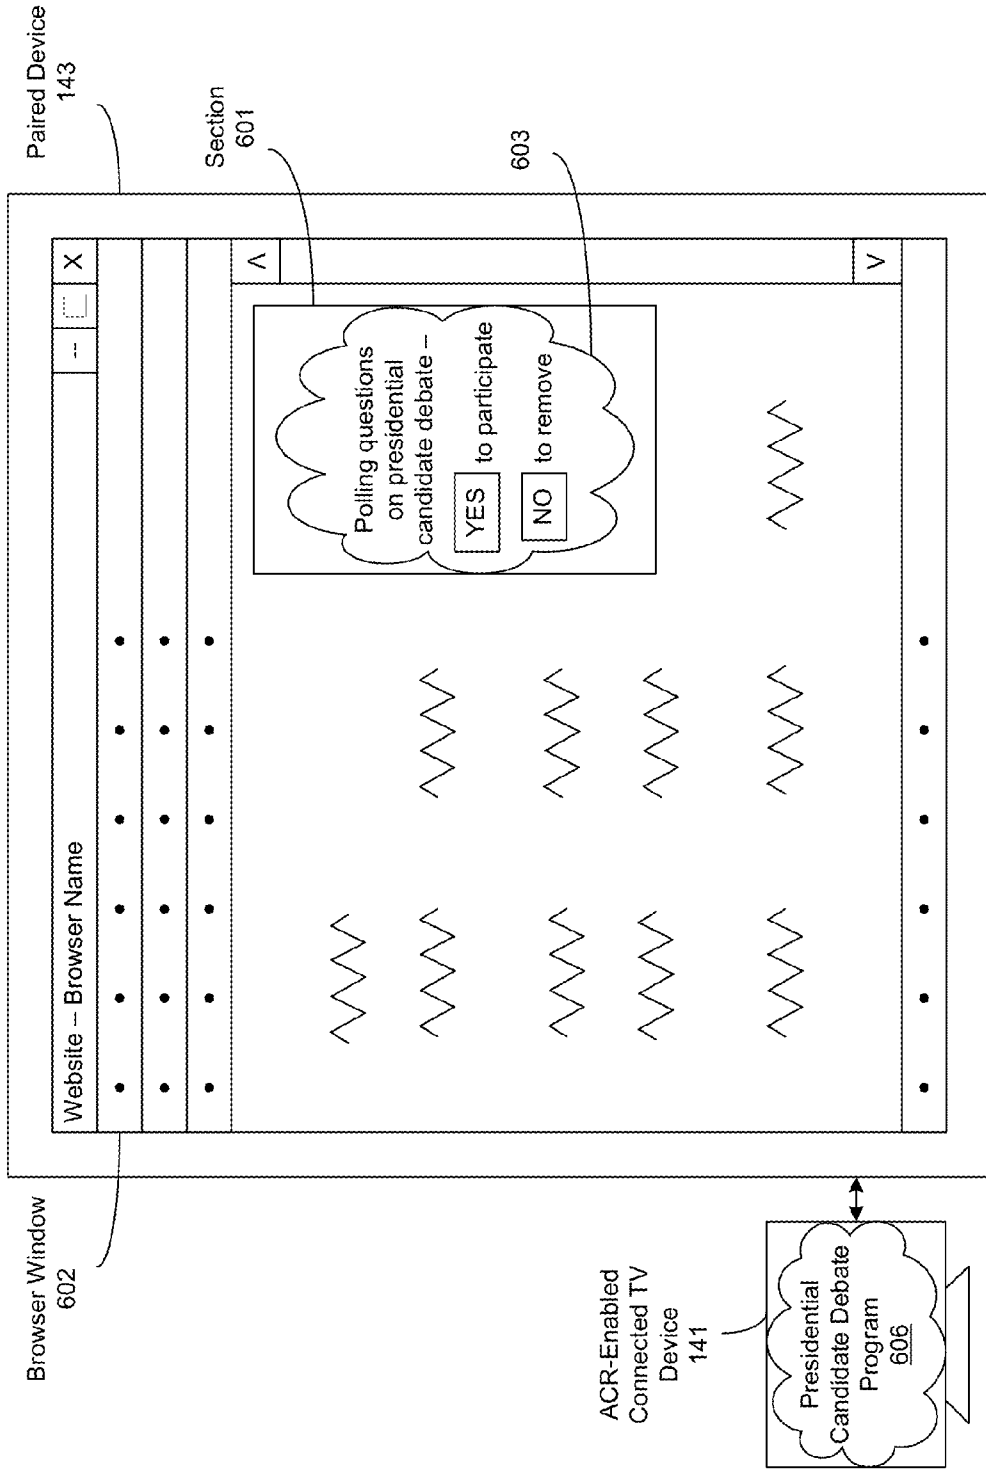 Browser Window
602
Paired Device
143
Section
601
603
Website – Browser Name
-- X
<
>
Polling questions
on presidential
candidate debate –
YES to participate
NO to remove
ACR-Enabled
Connected TV
Device
141
Presidential
Candidate Debate
Program
606